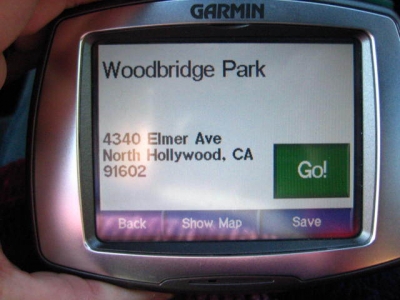 GARMIN
Woodbridge Park
4340 Elmer Ave
North Hollywood, CA
91602
Go!
Back Show Map Save